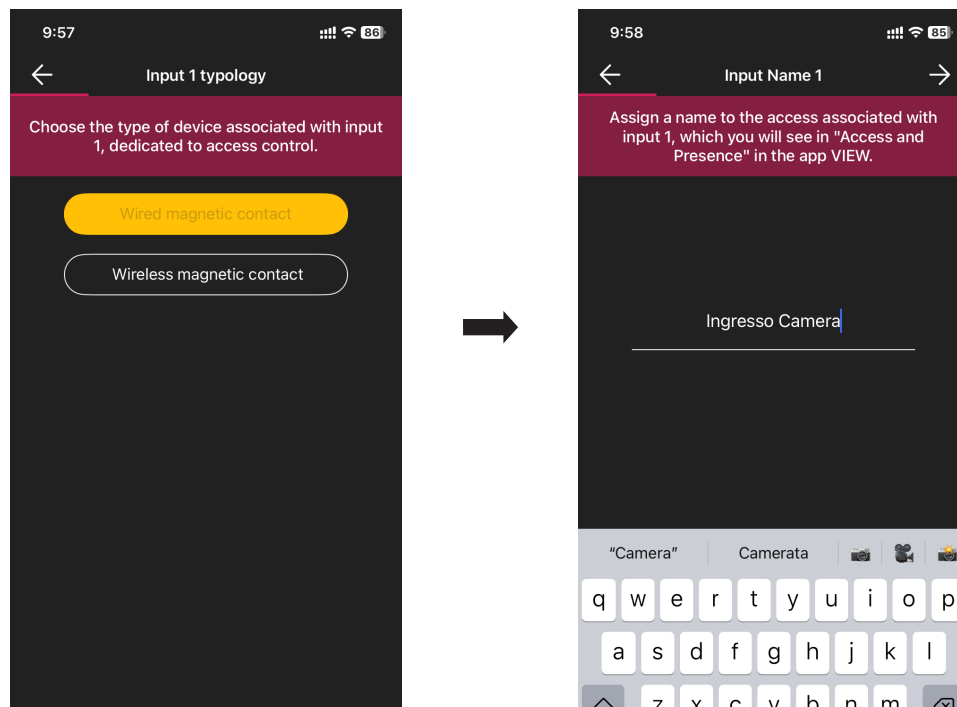 9:57
86
Input 1 typology
Choose the type of device associated with input
1, dedicated to access control.
Wired magnetic contact
Wireless magnetic contact
9:58
85
Input Name 1
Assign a name to the access associated with
input 1, which you will see in "Access and
Presence" in the app VIEW.
Ingresso Camera
“Camera” Camerata
q w e r t y u i o p
a s d f g h j k l
z x c v b n m